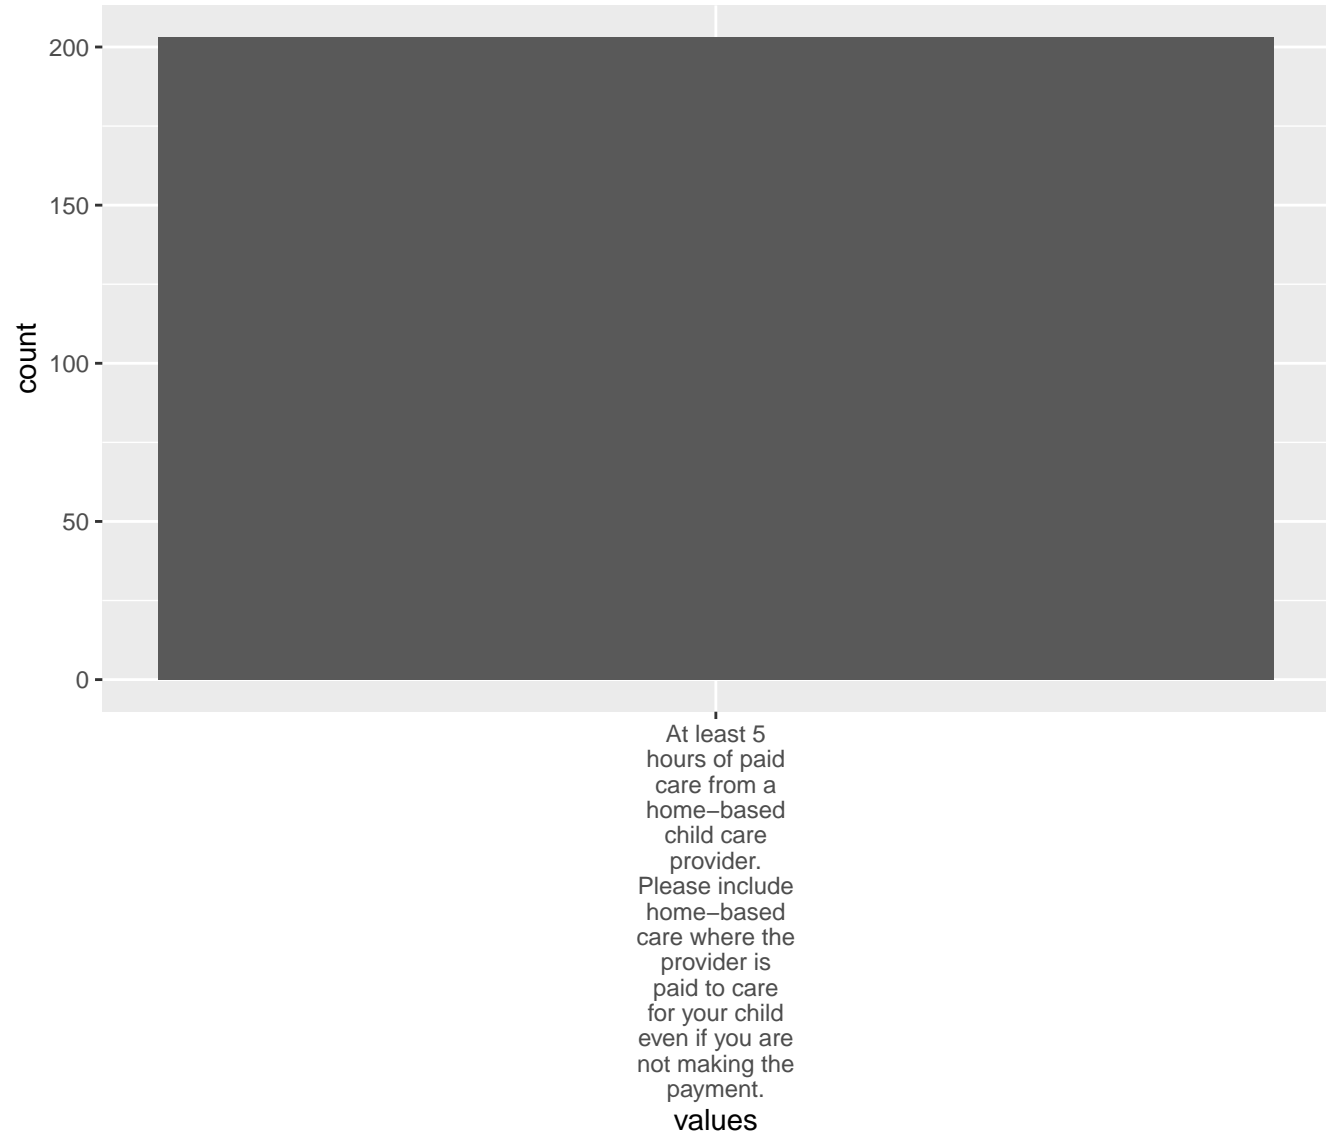 200
150
100
50
0
count
At least 5
hours of paid
care from a
home−based
child care
provider.
Please include
home−based
care where the
provider is
paid to care
for your child
even if you are
not making the
payment.
values